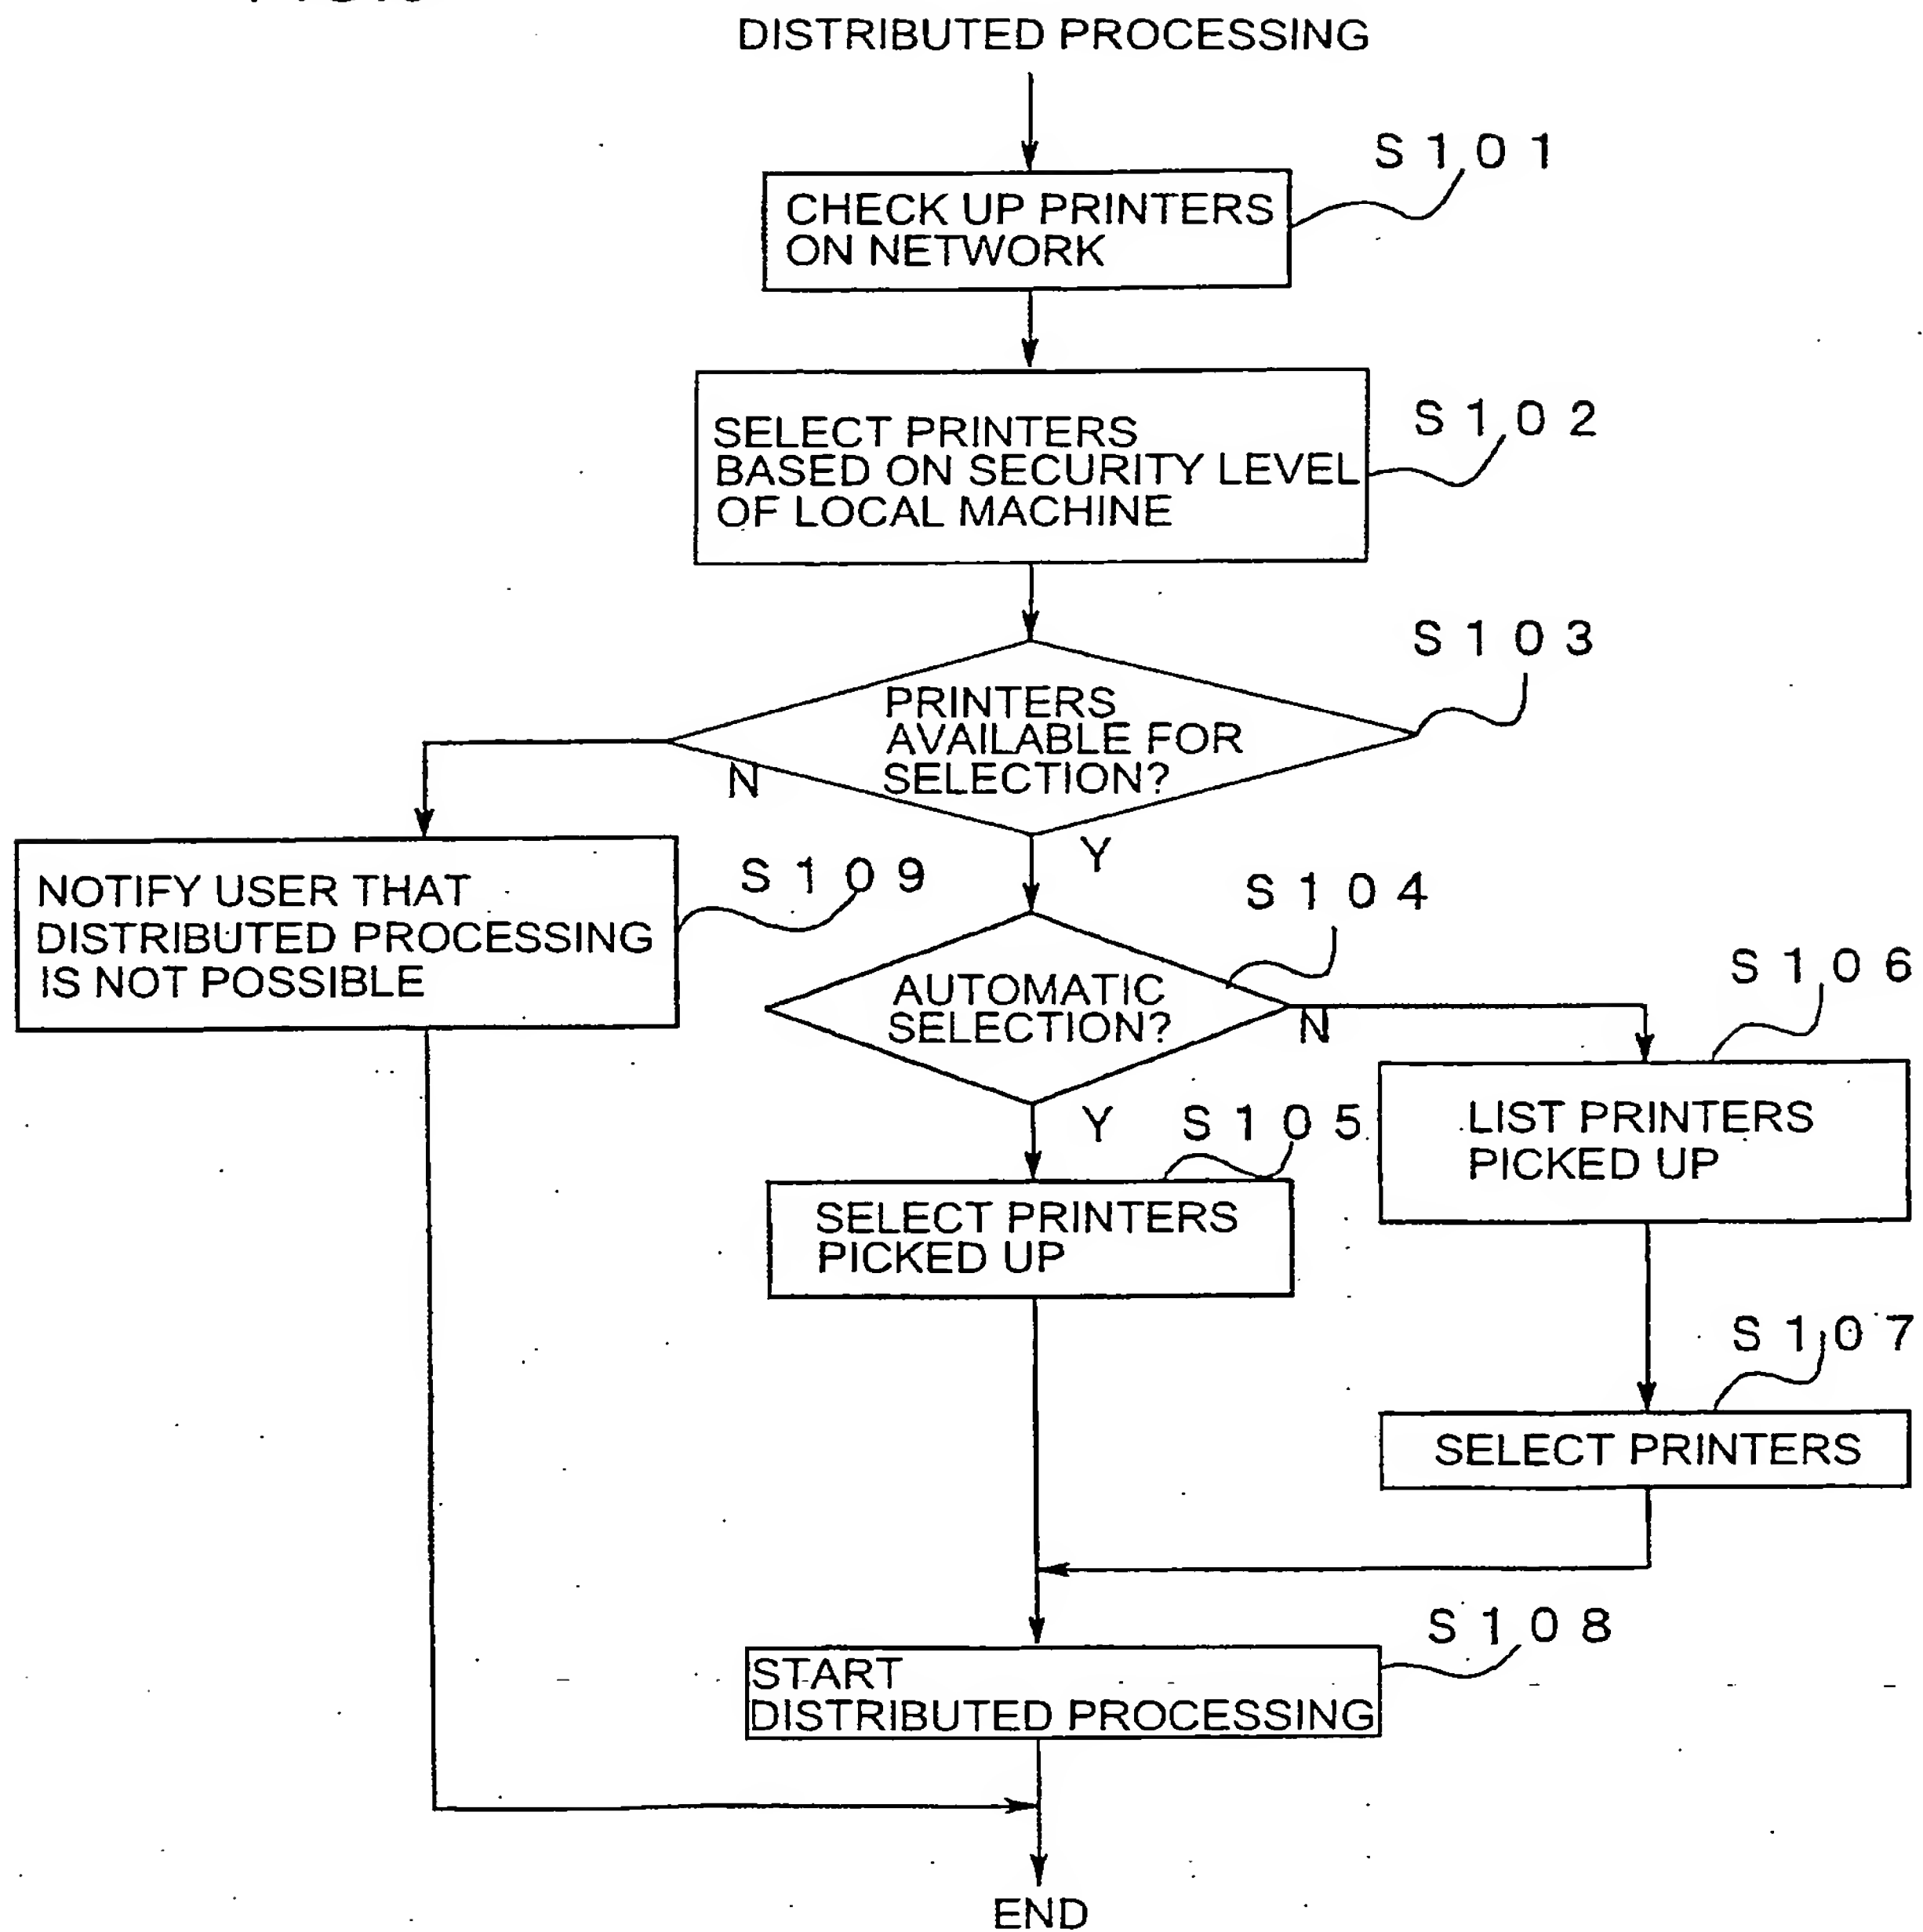 DISTRIBUTED PROCESSING
S101
CHECK UP PRINTERS
ON NETWORK
S102
SELECT PRINTERS
BASED ON SECURITY LEVEL
OF LOCAL MACHINE
S103
PRINTERS
AVAILABLE FOR
SELECTION?
N
Y
S109
NOTIFY USER THAT
DISTRIBUTED PROCESSING
IS NOT POSSIBLE
S104
AUTOMATIC
SELECTION?
N
Y
S106
LIST PRINTERS
PICKED UP
S105
SELECT PRINTERS
PICKED UP
S107
SELECT PRINTERS
S108
START
DISTRIBUTED PROCESSING
END